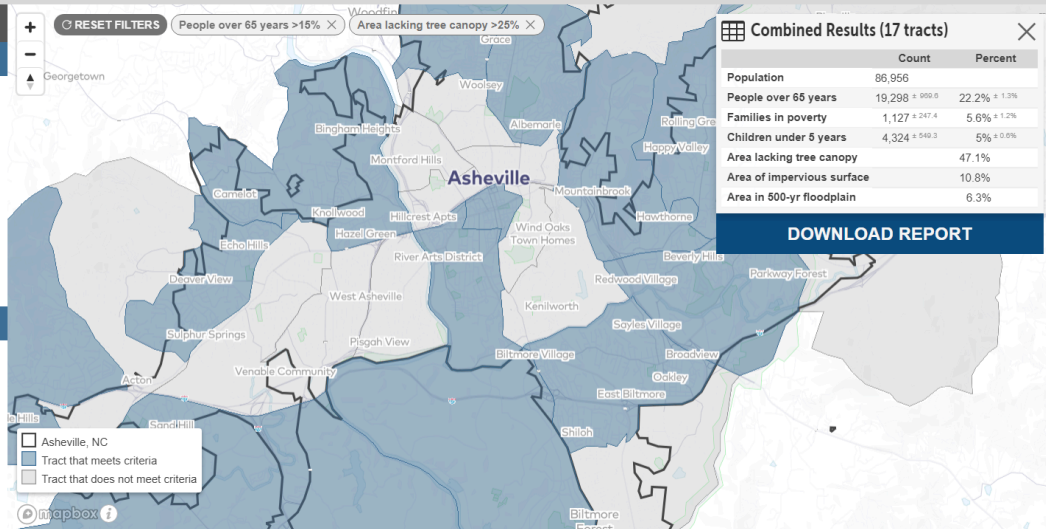 +
−
RESET FILTERS
People over 65 years >15% ×
Area lacking tree canopy >25% ×
Combined Results (17 tracts)
Count Percent
Population 86,956
People over 65 years 19,298 ± 969.6 22.2% ± 1.3%
Families in poverty 1,127 ± 247.4 5.6% ± 1.2%
Children under 5 years 4,324 ± 549.3 5% ± 0.6%
Area lacking tree canopy 47.1%
Area of impervious surface 10.8%
Area in 500-yr floodplain 6.3%
DOWNLOAD REPORT
Woodfin
Grace
Georgetown
Woolsey
Bingham Heights
Albemarle
Rolling Gre
Happy Valley
Montford Hills
Asheville
Camelot
Mountainbrook
Knollwood
Hillcrest Apts
Hawthorne
Hazel Green
Wind Oaks
Town Homes
Echo Hills
River Arts District
Beverly Hills
Deaver View
Redwood Village
Parkway Forest
West Asheville
Kenilworth
Sayles Village
Sulphur Springs
Pisgah View
Biltmore Village
Broadview
Venable Community
Acton
Oakley
East Biltmore
le Hills
Sand Hill
Shiloh
Asheville, NC
Tract that meets criteria
Tract that does not meet criteria
mapbox i
Biltmore
Forest